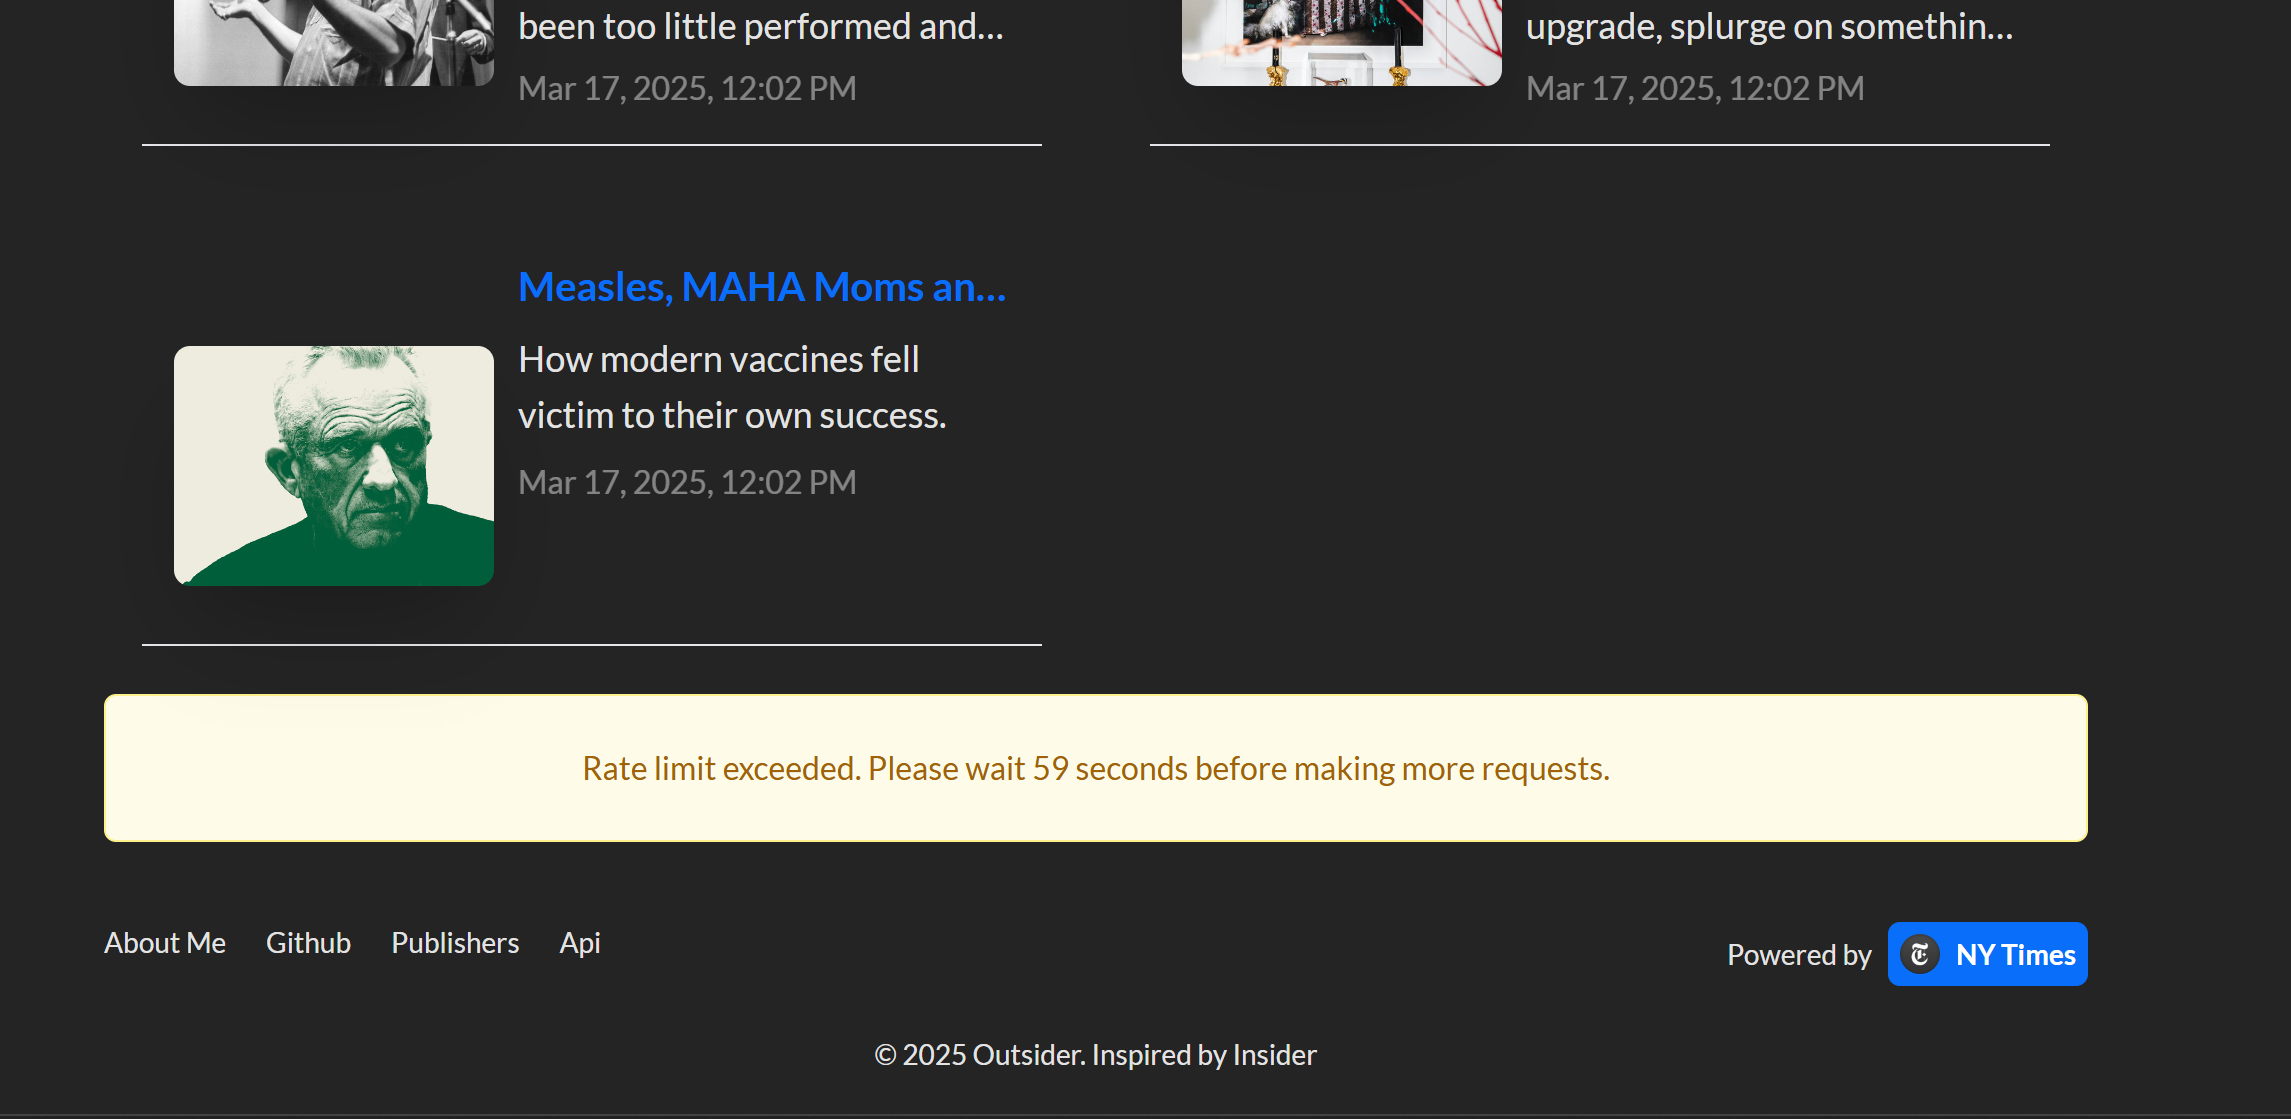 been too little performed and...
Mar 17, 2025, 12:02 PM
upgrade, splurge on somethin...
Mar 17, 2025, 12:02 PM
Measles, MAHA Moms an...
How modern vaccines fell
victim to their own success.
Mar 17, 2025, 12:02 PM
Rate limit exceeded. Please wait 59 seconds before making more requests.
About Me Github Publishers Api
Powered by T NY Times
© 2025 Outsider. Inspired by Insider